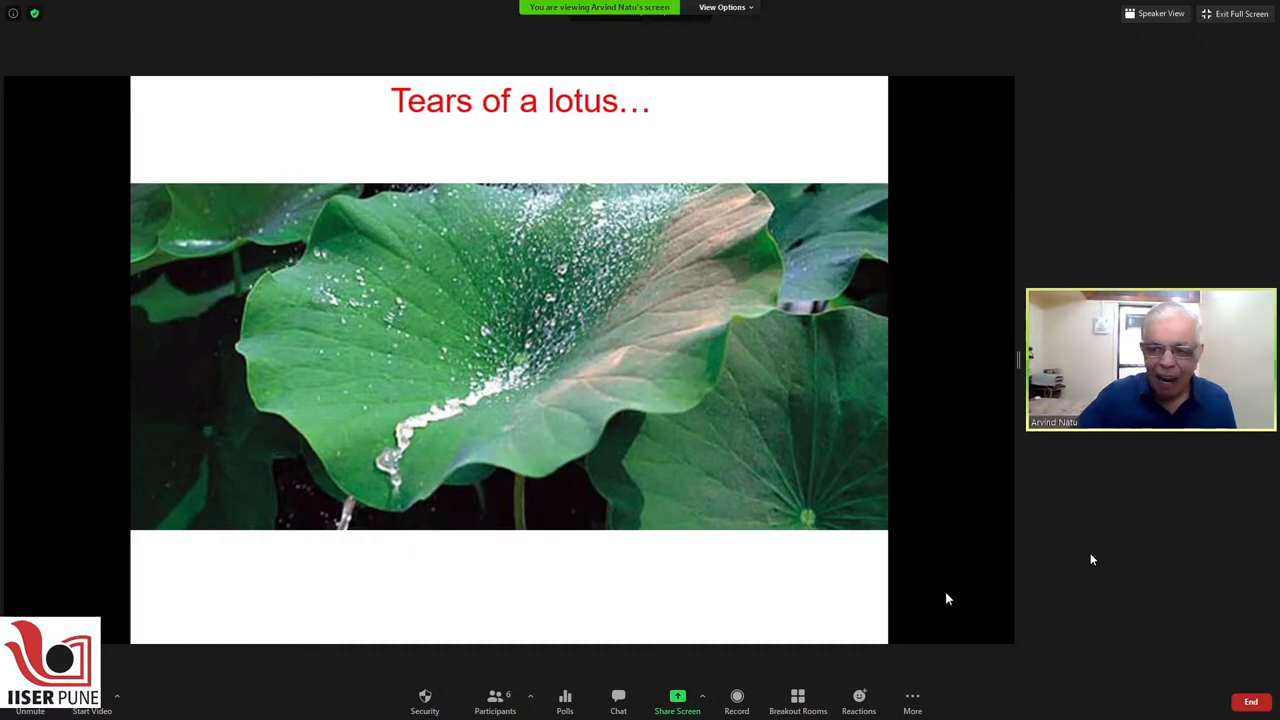 You are viewing Arvind Natu's screen
View Options
Speaker View
Exit Full Screen
Tears of a lotus…
Arvind Natu
IISER PUNE
Unmute
Start Video
Security
Participants
6
Polls
Chat
Share Screen
Record
Breakout Rooms
Reactions
More
End